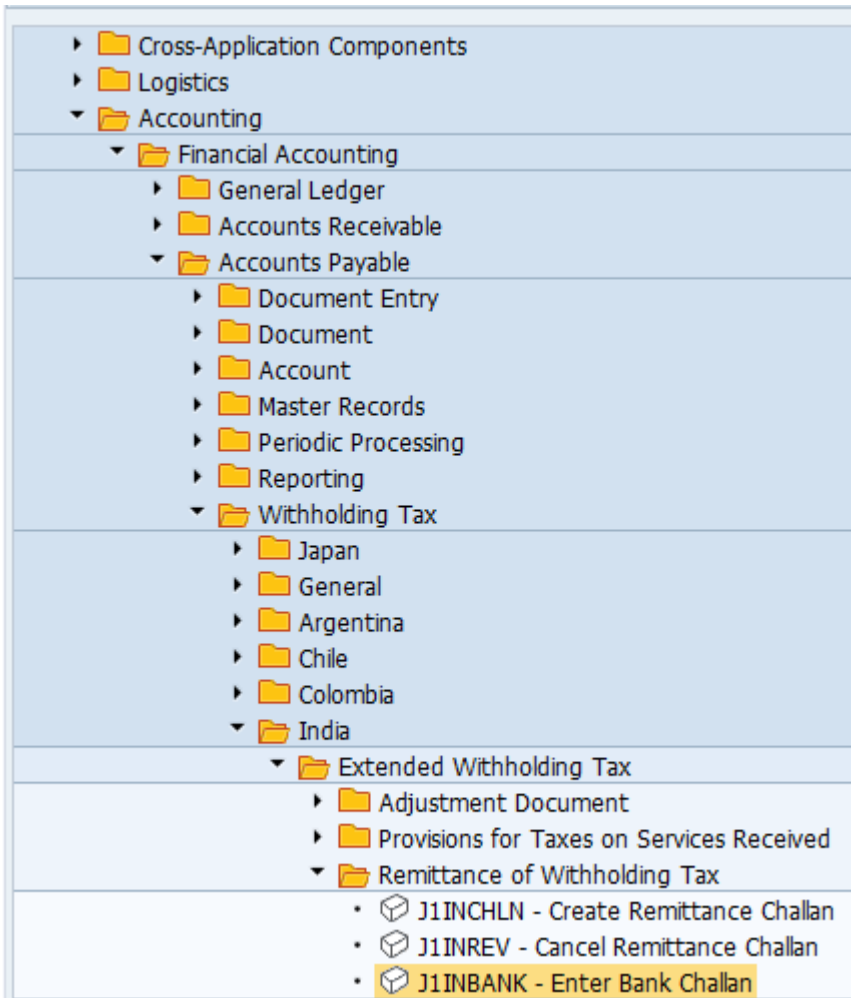 Cross-Application Components
Logistics
Accounting
Financial Accounting
General Ledger
Accounts Receivable
Accounts Payable
Document Entry
Document
Account
Master Records
Periodic Processing
Reporting
Withholding Tax
Japan
General
Argentina
Chile
Colombia
India
Extended Withholding Tax
Adjustment Document
Provisions for Taxes on Services Received
Remittance of Withholding Tax
J1INCHLN - Create Remittance Challan
J1INREV - Cancel Remittance Challan
J1INBANK - Enter Bank Challan